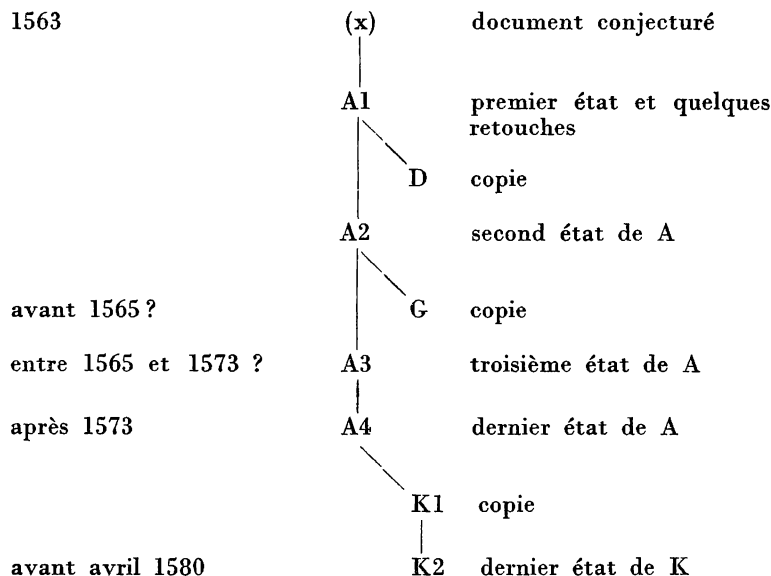 1563 (x) document conjecturé
A1 premier état et quelques
retouches
D copie
A2 second état de A
avant 1565 ? G copie
entre 1565 et 1573 ? A3 troisième état de A
après 1573 A4 dernier état de A
K1 copie
avant avril 1580 K2 dernier état de K